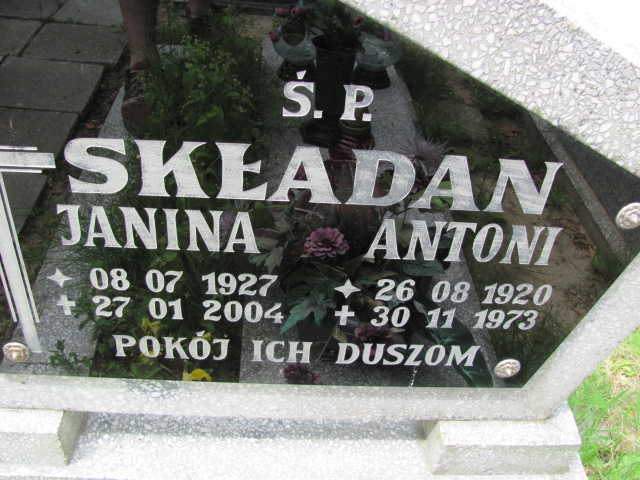 Ś. P.
SKŁADAN
JANINA ANTONI
08 07 1927 26 08 1920
27 01 2004 30 11 1973
POKÓJ ICH DUSZOM